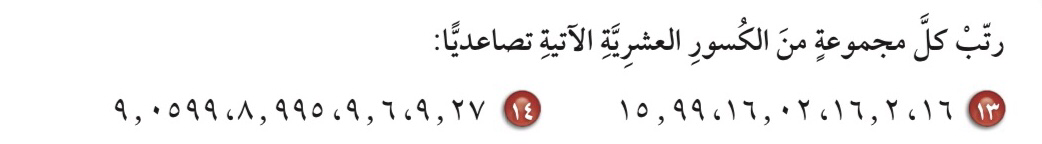 رتّبْ كلَّ مجموعةٍ منَ الكُسورِ العشرِيَّةِ الآتيةِ تصاعديًّا:
١٣ ١٦، ١٦,٢، ١٦,٠٢، ١٥,٩٩ ١٤ ٩,٢٧، ٩,٦، ٨,٩٩٥، ٩,٠٥٩٩